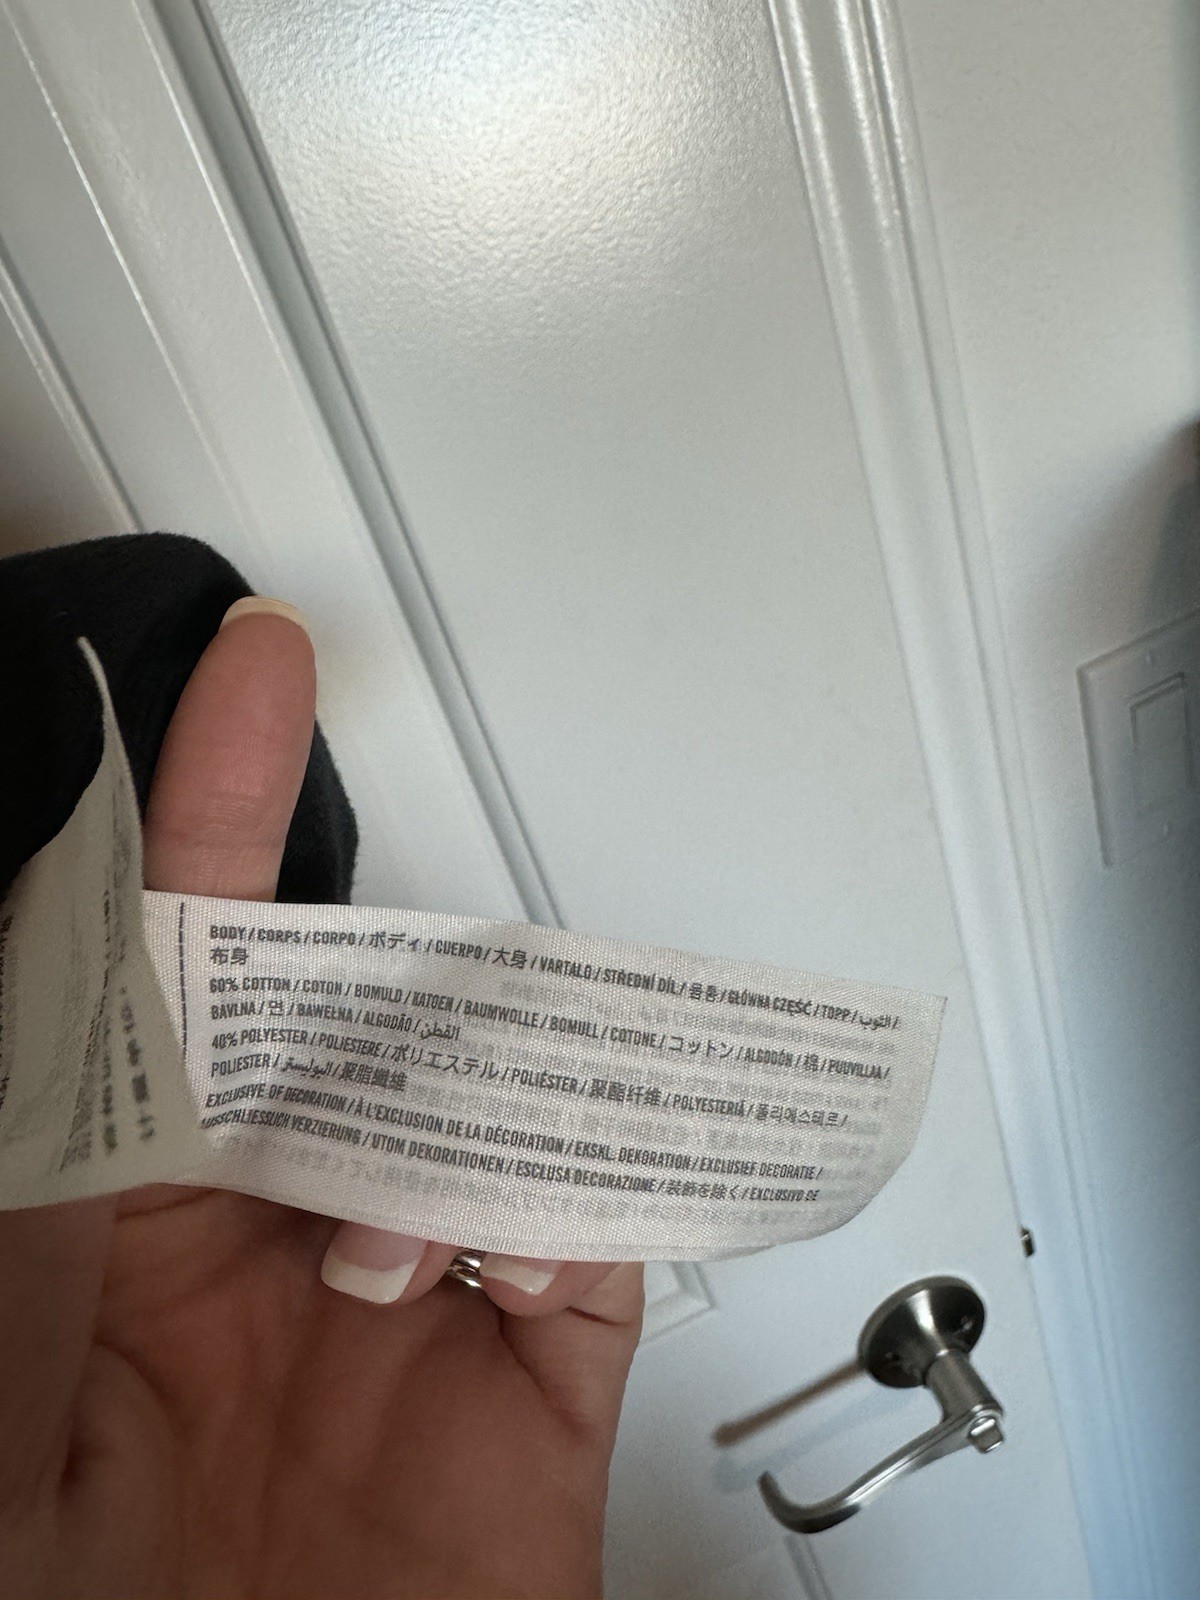 BODY / CORPS / CORPO / ボディ / CUERPO / 大身 / VARTALO / STŘEDNÍ DÍL / 몸통 / GŁÓWNA CZĘŚĆ / TOPP / الثوب /
布身
60% COTTON / COTON / BOMULD / KATOEN / BAUMWOLLE / BOMULL / COTONE / コットン / ALGODÓN / 棉 / PUUVILLAA /
BAVLNA / 면 / BAWEŁNA / ALGODÃO / القطن
40% POLYESTER / POLIESTERE / ポリエステル / POLIÉSTER / 聚酯纤维 / POLYESTERIÄ / 폴리에스테르 /
POLIESTER / البوليستر / 聚脂纖維
EXCLUSIVE OF DECORATION / À L'EXCLUSION DE LA DÉCORATION / EKSKL. DEKORATION / EXCLUSIEF DECORATIE /
AUSSCHLIESSLICH VERZIERUNG / UTOM DEKORATIONEN / ESCLUSA DECORAZIONE / 装飾を除く / EXCLUSIVO DE